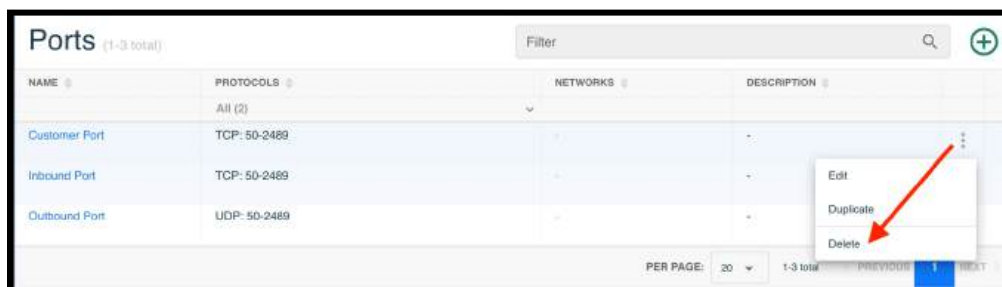 Ports (1-3 total) Filter
NAME PROTOCOLS NETWORKS DESCRIPTION
All (2)
Customer Port TCP: 50-2489 - -
Inbound Port TCP: 50-2489 - - Edit
Duplicate
Outbound Port UDP: 50-2489 - -
Delete
PER PAGE: 20 1-3 total PREVIOUS 1 NEXT